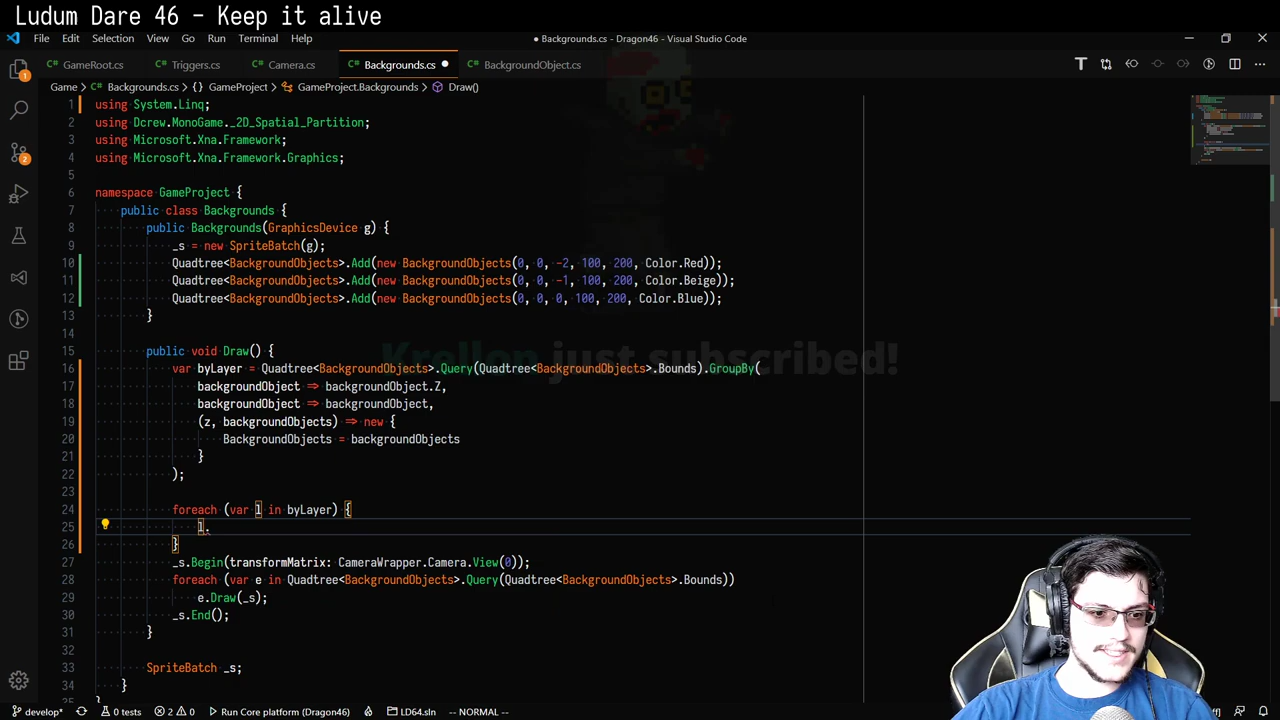 Ludum Dare 46 - Keep it alive
File Edit Selection View Go Run Terminal Help
● Backgrounds.cs - Dragon46 - Visual Studio Code
C# GameRoot.cs C# Triggers.cs C# Camera.cs C# Backgrounds.cs ● C# BackgroundObject.cs
Game > C# Backgrounds.cs > {} GameProject > GameProject.Backgrounds > Draw()
1 using System.Linq;
2 using Dcrew.MonoGame._2D_Spatial_Partition;
3 using Microsoft.Xna.Framework;
4 using Microsoft.Xna.Framework.Graphics;
5
6 namespace GameProject {
7 public class Backgrounds {
8 public Backgrounds(GraphicsDevice g) {
9 _s = new SpriteBatch(g);
10 Quadtree<BackgroundObjects>.Add(new BackgroundObjects(0, 0, -2, 100, 200, Color.Red));
11 Quadtree<BackgroundObjects>.Add(new BackgroundObjects(0, 0, -1, 100, 200, Color.Beige));
12 Quadtree<BackgroundObjects>.Add(new BackgroundObjects(0, 0, 0, 100, 200, Color.Blue));
13 }
14
15 public void Draw() {
Krollan just subscribed!
16 var byLayer = Quadtree<BackgroundObjects>.Query(Quadtree<BackgroundObjects>.Bounds).GroupBy(
17 backgroundObject => backgroundObject.Z,
18 backgroundObject => backgroundObject,
19 (z, backgroundObjects) => new {
20 BackgroundObjects = backgroundObjects
21 }
22 );
23
24 foreach (var l in byLayer) {
25 l.
26 }
27 _s.Begin(transformMatrix: CameraWrapper.Camera.View(0));
28 foreach (var e in Quadtree<BackgroundObjects>.Query(Quadtree<BackgroundObjects>.Bounds))
29 e.Draw(_s);
30 _s.End();
31 }
32
33 SpriteBatch _s;
34 }
35 }
1
2
develop* 0 tests 2 0 Run Core platform (Dragon46) LD64.sln -- NORMAL --